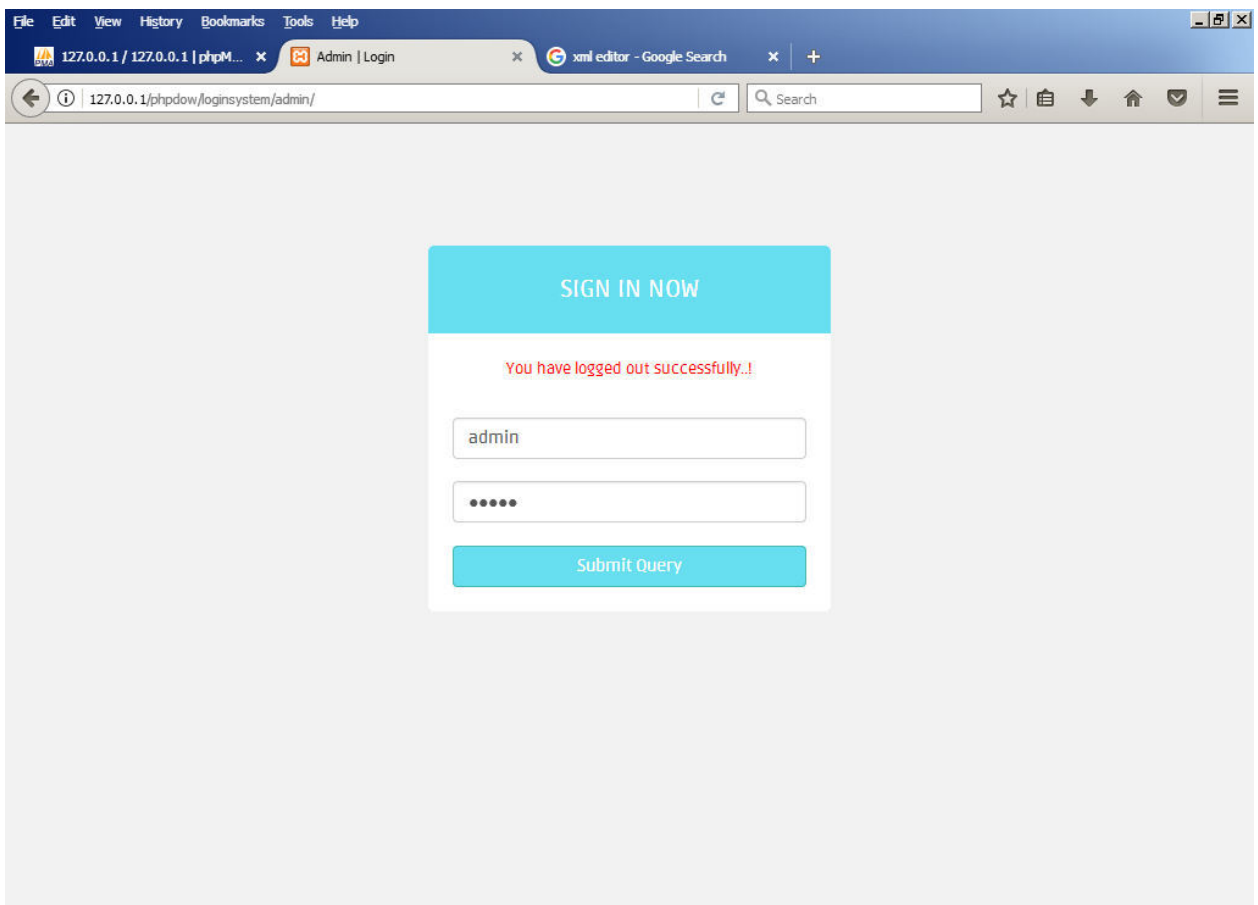 File Edit View History Bookmarks Tools Help
127.0.0.1 / 127.0.0.1 | phpM... Admin | Login xml editor - Google Search
127.0.0.1/phpdow/loginsystem/admin/ Search
SIGN IN NOW
You have logged out successfully..!
admin
•••••
Submit Query